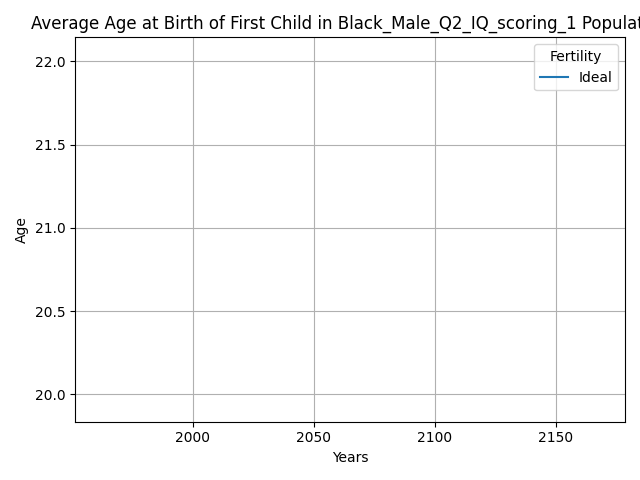 Average Age at Birth of First Child in Black_Male_Q2_IQ_scoring_1 Populat
Fertility
Ideal
22.0
21.5
21.0
20.5
20.0
Age
2000 2050 2100 2150
Years